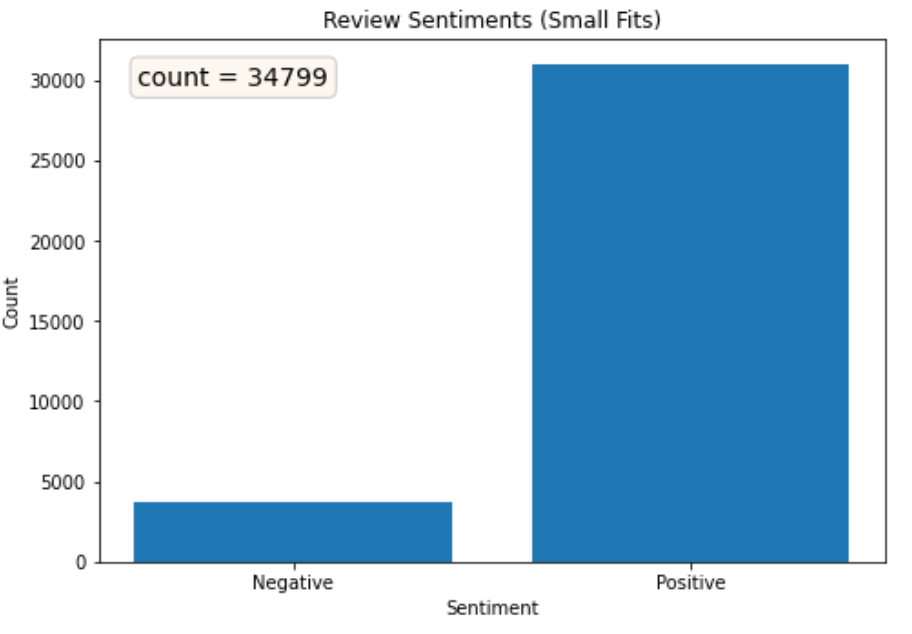 Review Sentiments (Small Fits)
count = 34799
30000
25000
20000
15000
10000
5000
0
Count
Negative
Positive
Sentiment